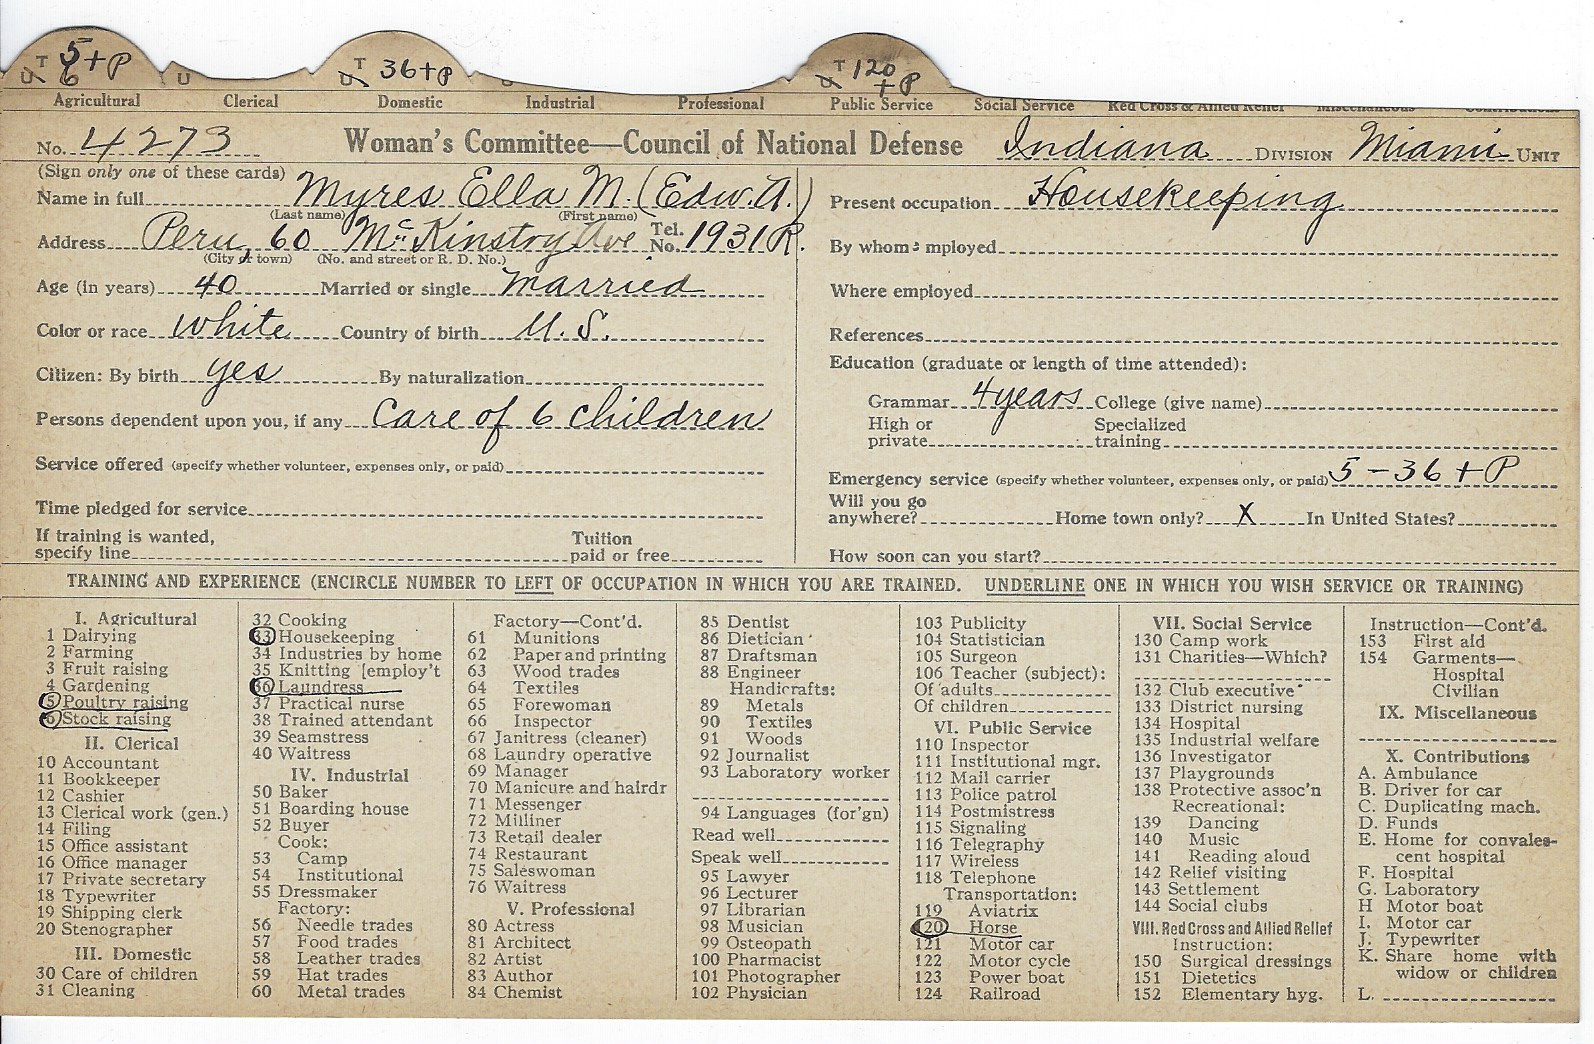 5 + P
6
T
U
36 + P
T
U
120 + P
T
U
Agricultural Clerical Domestic Industrial Professional Public Service Social Service Red Cross & Allied Relief Miscellaneous Contributions
No. 4273 Woman's Committee—Council of National Defense Indiana Division Miami Unit
(Sign only one of these cards)
Name in full Myres Ella M. (Edw. A.)
(Last name) (First name)
Address Peru, 60 McKinstry Ave Tel. No. 1931 R.
(City or town) (No. and street or R. D. No.)
Age (in years) 40 Married or single married
Color or race White Country of birth U. S.
Citizen: By birth yes By naturalization
Persons dependent upon you, if any Care of 6 children
Service offered (specify whether volunteer, expenses only, or paid)
Time pledged for service
If training is wanted, specify line Tuition paid or free
Present occupation Housekeeping
By whom employed
Where employed
References
Education (graduate or length of time attended):
Grammar 4 years College (give name)
High or private Specialized training
Emergency service (specify whether volunteer, expenses only, or paid) 5 - 36 + P
Will you go anywhere? Home town only? X In United States?
How soon can you start?
TRAINING AND EXPERIENCE (ENCIRCLE NUMBER TO LEFT OF OCCUPATION IN WHICH YOU ARE TRAINED. UNDERLINE ONE IN WHICH YOU WISH SERVICE OR TRAINING)
I. Agricultural
1 Dairying
2 Farming
3 Fruit raising
4 Gardening
5 Poultry raising
6 Stock raising
II. Clerical
10 Accountant
11 Bookkeeper
12 Cashier
13 Clerical work (gen.)
14 Filing
15 Office assistant
16 Office manager
17 Private secretary
18 Typewriter
19 Shipping clerk
20 Stenographer
III. Domestic
30 Care of children
31 Cleaning
32 Cooking
33 Housekeeping
34 Industries by home
35 Knitting [employ't
36 Laundress
37 Practical nurse
38 Trained attendant
39 Seamstress
40 Waitress
IV. Industrial
50 Baker
51 Boarding house
52 Buyer
Cook:
53 Camp
54 Institutional
55 Dressmaker
Factory:
56 Needle trades
57 Food trades
58 Leather trades
59 Hat trades
60 Metal trades
Factory—Cont'd.
61 Munitions
62 Paper and printing
63 Wood trades
64 Textiles
65 Forewoman
66 Inspector
67 Janitress (cleaner)
68 Laundry operative
69 Manager
70 Manicure and hairdr
71 Messenger
72 Milliner
73 Retail dealer
74 Restaurant
75 Saleswoman
76 Waitress
V. Professional
80 Actress
81 Architect
82 Artist
83 Author
84 Chemist
85 Dentist
86 Dietician
87 Draftsman
88 Engineer
Handicrafts:
89 Metals
90 Textiles
91 Woods
92 Journalist
93 Laboratory worker
94 Languages (for'gn)
Read well
Speak well
95 Lawyer
96 Lecturer
97 Librarian
98 Musician
99 Osteopath
100 Pharmacist
101 Photographer
102 Physician
103 Publicity
104 Statistician
105 Surgeon
106 Teacher (subject):
Of adults
Of children
VI. Public Service
110 Inspector
111 Institutional mgr.
112 Mail carrier
113 Police patrol
114 Postmistress
115 Signaling
116 Telegraphy
117 Wireless
118 Telephone
Transportation:
119 Aviatrix
120 Horse
121 Motor car
122 Motor cycle
123 Power boat
124 Railroad
VII. Social Service
130 Camp work
131 Charities—Which?
132 Club executive
133 District nursing
134 Hospital
135 Industrial welfare
136 Investigator
137 Playgrounds
138 Protective assoc'n
Recreational:
139 Dancing
140 Music
141 Reading aloud
142 Relief visiting
143 Settlement
144 Social clubs
VIII. Red Cross and Allied Relief
Instruction:
150 Surgical dressings
151 Dietetics
152 Elementary hyg.
Instruction—Cont'd.
153 First aid
154 Garments—
Hospital
Civilian
IX. Miscellaneous
X. Contributions
A. Ambulance
B. Driver for car
C. Duplicating mach.
D. Funds
E. Home for convales-
cent hospital
F. Hospital
G. Laboratory
H Motor boat
I. Motor car
J. Typewriter
K. Share home with
widow or children
L.